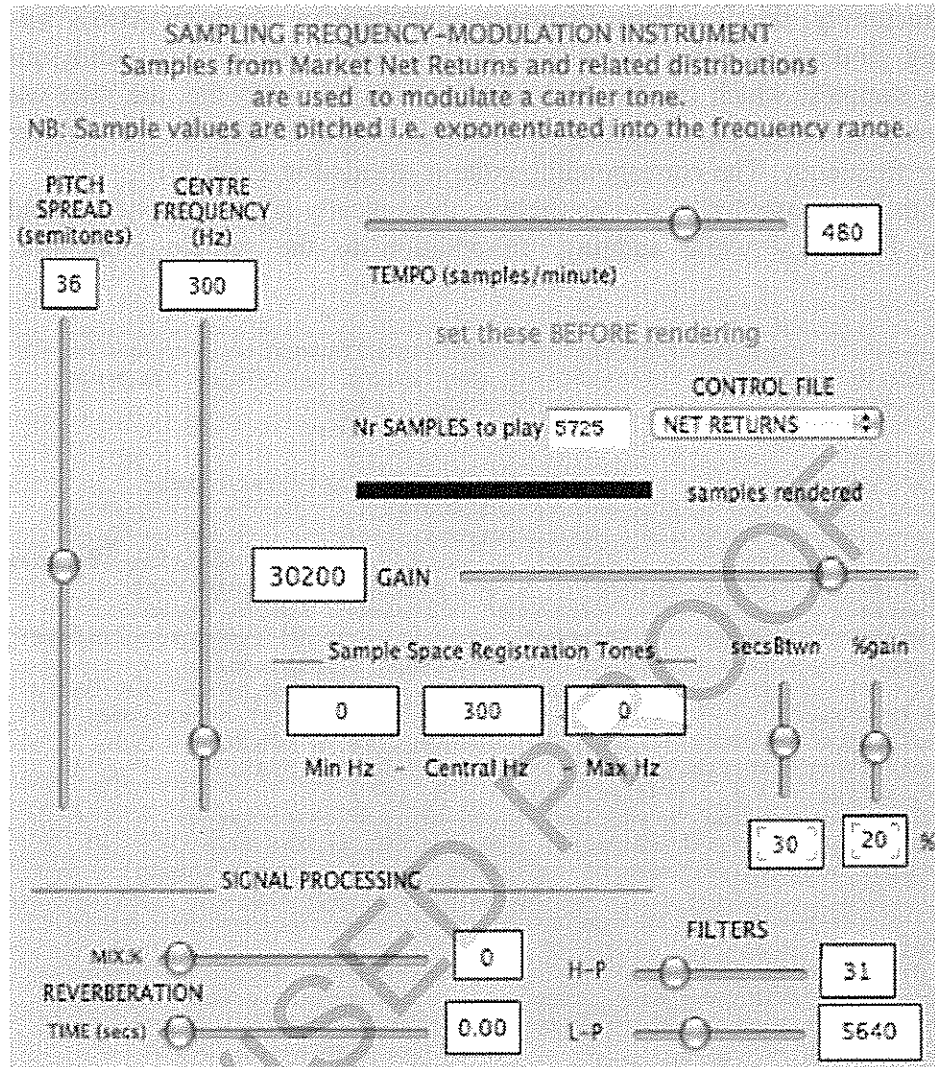 SAMPLING FREQUENCY-MODULATION INSTRUMENT
Samples from Market Net Returns and related distributions
are used to modulate a carrier tone.
NB: Sample values are pitched i.e. exponentiated into the frequency range.
PITCH SPREAD (semitones)
36
CENTRE FREQUENCY (Hz)
300
480
TEMPO (samples/minute)
set these BEFORE rendering
CONTROL FILE
Nr SAMPLES to play 5725 NET RETURNS
samples rendered
30200 GAIN
Sample Space Registration Tones
secsBtwn %gain
0 300 0
Min Hz - Central Hz - Max Hz
30 20 %
SIGNAL PROCESSING
FILTERS
MIX% 0
H-P 31
REVERBERATION
TIME (secs) 0.00
L-P 5640
PROOF